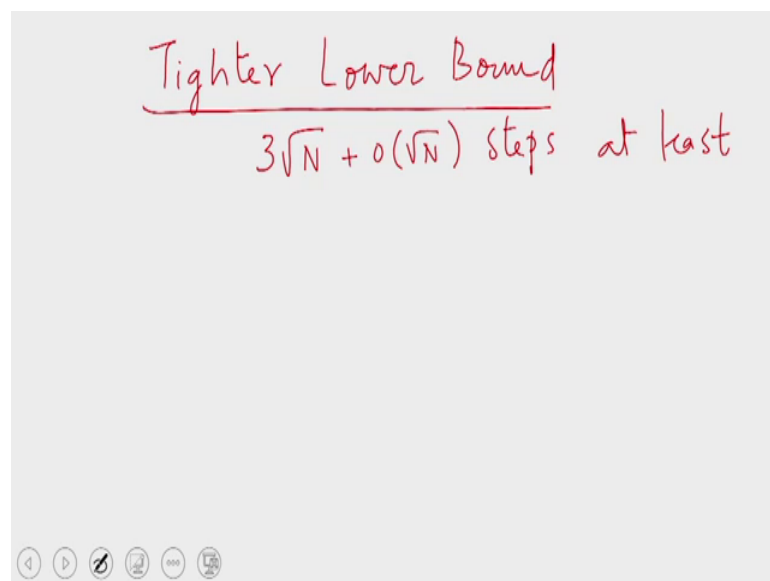 Tighter Lower Bound
3√N + o(√N) steps at least